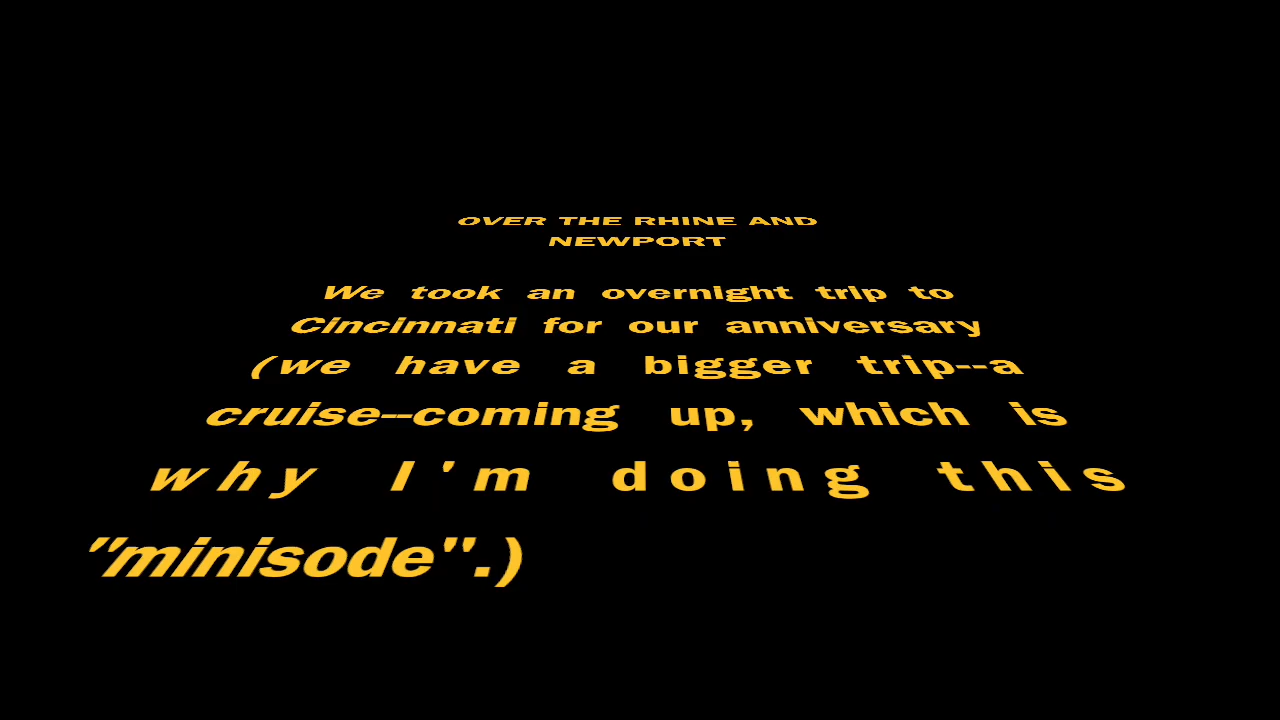 OVER THE RHINE AND
NEWPORT
We took an overnight trip to
Cincinnati for our anniversary
(we have a bigger trip--a
cruise--coming up, which is
why I'm doing this
"minisode".)